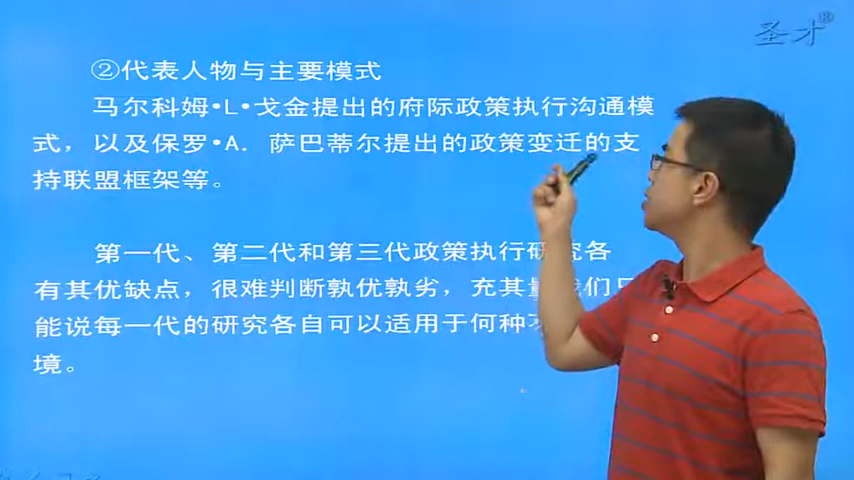 圣才®
②代表人物与主要模式
马尔科姆·L·戈金提出的府际政策执行沟通模
式，以及保罗·A．萨巴蒂尔提出的政策变迁的支
持联盟框架等。
第一代、第二代和第三代政策执行研究各
有其优缺点，很难判断孰优孰劣，充其量我们只
能说每一代的研究各自可以适用于何种
境。